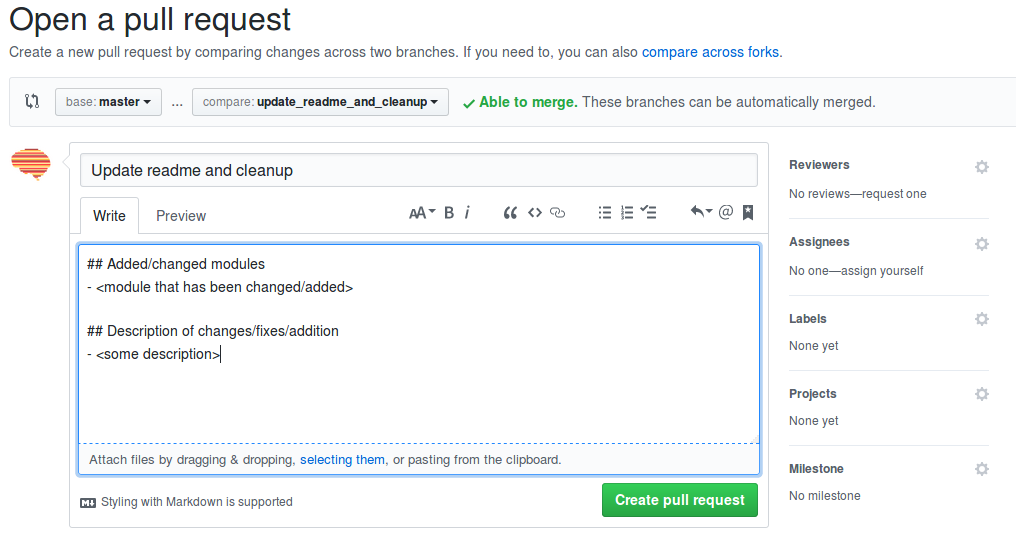 Open a pull request
Create a new pull request by comparing changes across two branches. If you need to, you can also compare across forks.
base: master ... compare: update_readme_and_cleanup Able to merge. These branches can be automatically merged.
Update readme and cleanup
Write Preview AA B i @
## Added/changed modules
- <module that has been changed/added>
## Description of changes/fixes/addition
- <some description>
Attach files by dragging & dropping, selecting them, or pasting from the clipboard.
Styling with Markdown is supported
Create pull request
Reviewers
No reviews—request one
Assignees
No one—assign yourself
Labels
None yet
Projects
None yet
Milestone
No milestone